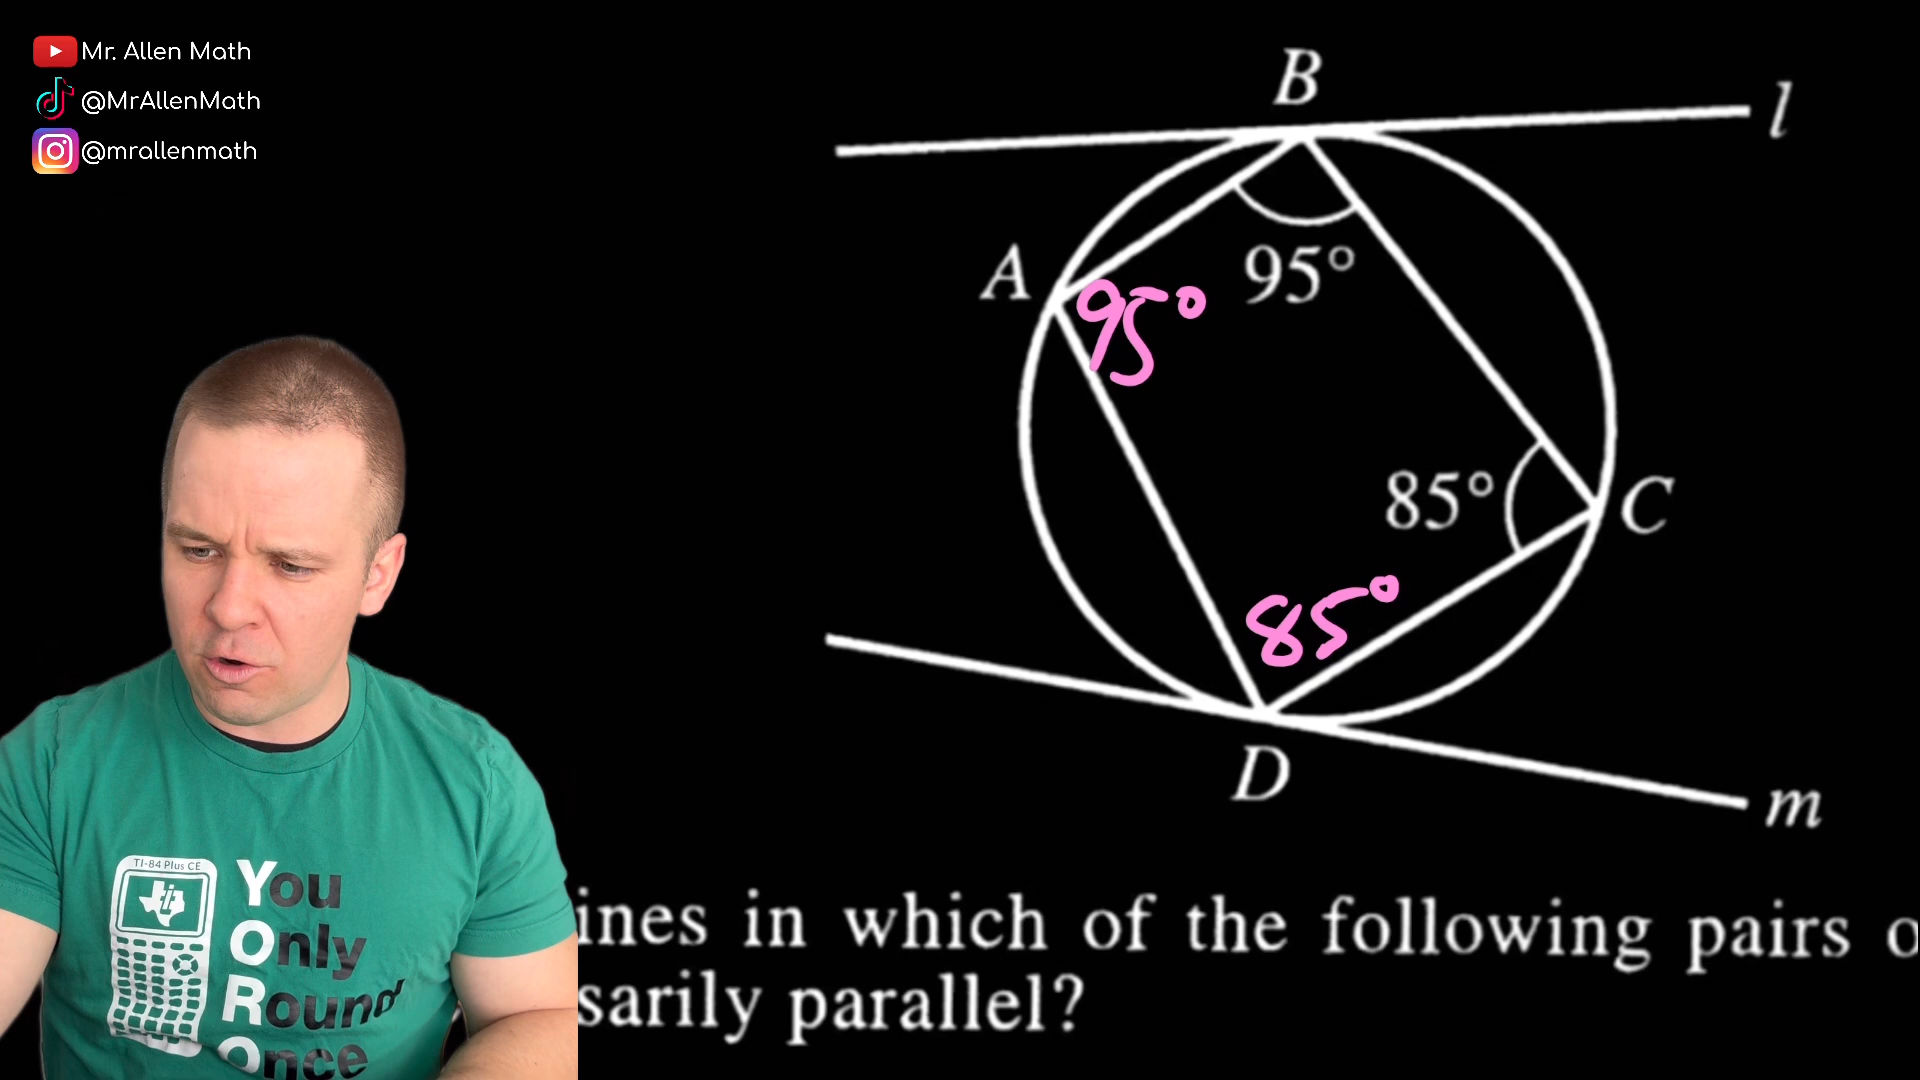 Mr. Allen Math
@MrAllenMath
@mrallenmath
B
l
A
95°
95°
85°
C
85°
D
m
TI-84 Plus CE
You
Only
Round
Once
ines in which of the following pairs o
sarily parallel?